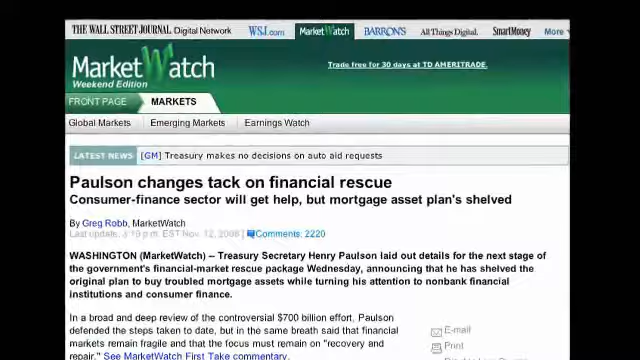 THE WALL STREET JOURNAL Digital Network WSJ.com MarketWatch BARRON'S All Things Digital. SmartMoney More
MarketWatch
Weekend Edition
Trade free for 30 days at TD AMERITRADE.
FRONT PAGE MARKETS
Global Markets Emerging Markets Earnings Watch
LATEST NEWS [GM] Treasury makes no decisions on auto aid requests
Paulson changes tack on financial rescue
Consumer-finance sector will get help, but mortgage asset plan's shelved
By Greg Robb, MarketWatch
Last update: 3:19 p.m. EST Nov. 12, 2008 Comments: 2220
WASHINGTON (MarketWatch) -- Treasury Secretary Henry Paulson laid out details for the next stage of
the government's financial-market rescue package Wednesday, announcing that he has shelved the
original plan to buy troubled mortgage assets while turning his attention to nonbank financial
institutions and consumer finance.
In a broad and deep review of the controversial $700 billion effort, Paulson
defended the steps taken to date, but in the same breath said that financial
markets remain fragile and that the focus must remain on "recovery and
repair." See MarketWatch First Take commentary.
E-mail
Print